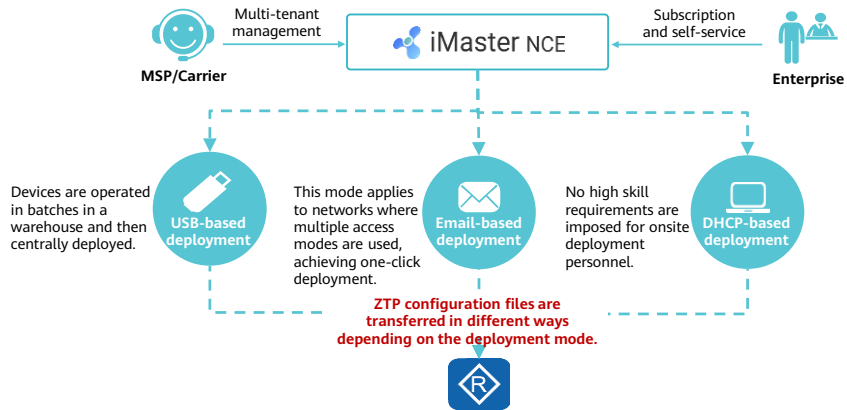 Multi-tenant
management
iMaster NCE
Subscription
and self-service
MSP/Carrier
Enterprise
Devices are operated
in batches in a
warehouse and then
centrally deployed.
USB-based
deployment
This mode applies
to networks where
multiple access
modes are used,
achieving one-click
deployment.
Email-based
deployment
No high skill
requirements are
imposed for onsite
deployment
personnel.
DHCP-based
deployment
ZTP configuration files are
transferred in different ways
depending on the deployment mode.
R